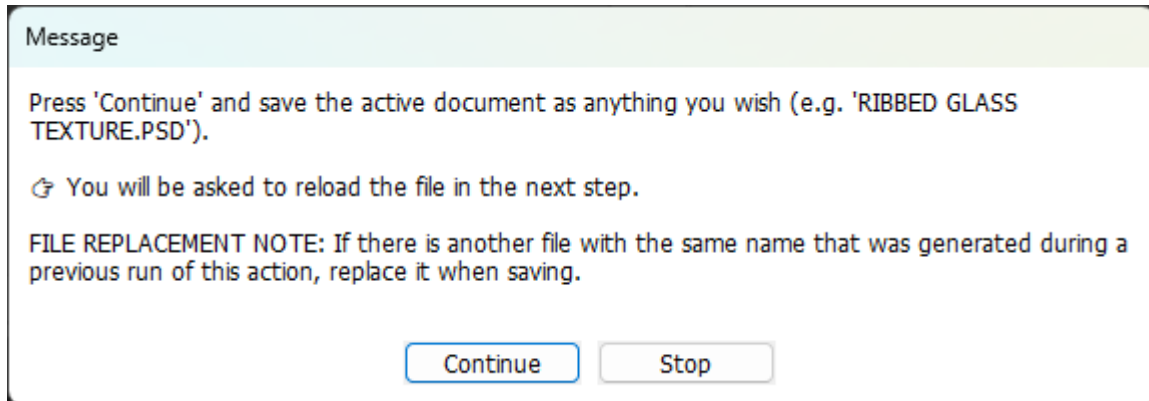 Message
Press 'Continue' and save the active document as anything you wish (e.g. 'RIBBED GLASS
TEXTURE.PSD').
☞ You will be asked to reload the file in the next step.
FILE REPLACEMENT NOTE: If there is another file with the same name that was generated during a
previous run of this action, replace it when saving.
Continue Stop